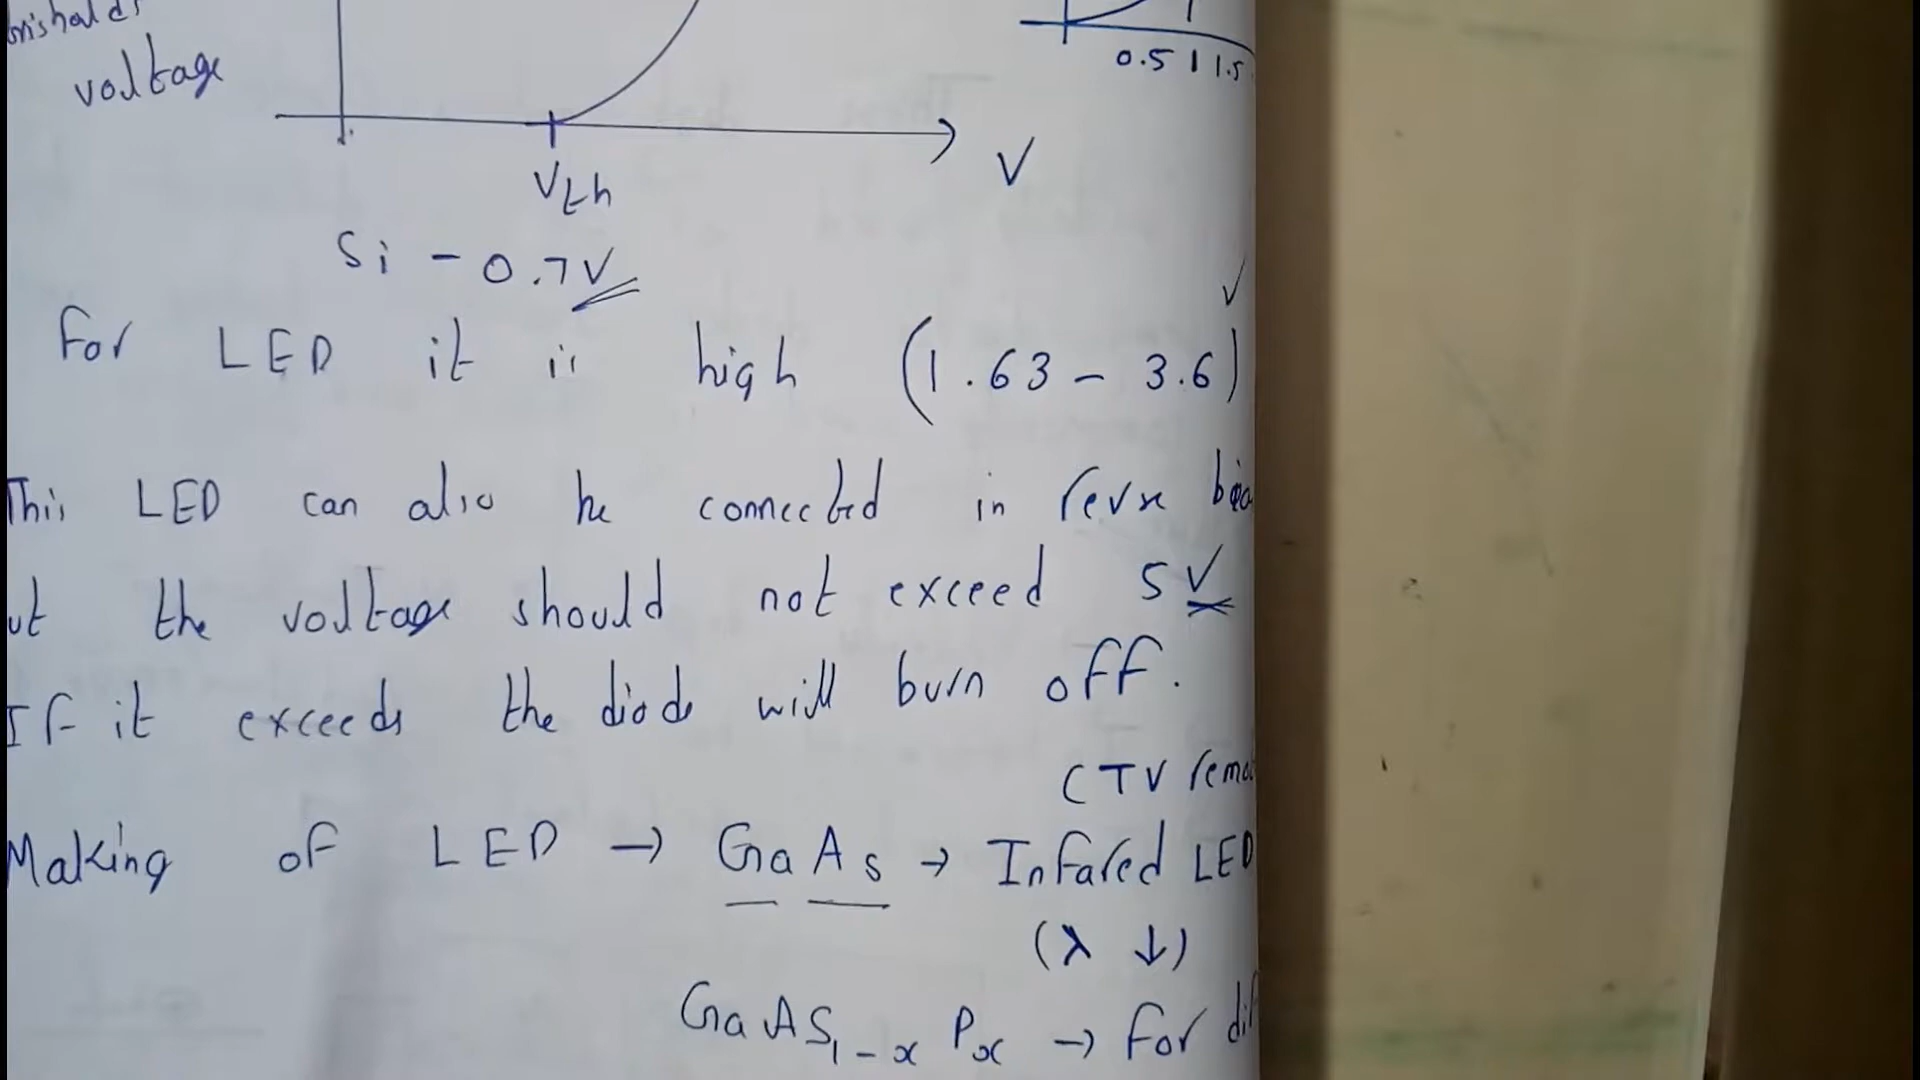 voltage
0.5 1 1.5
V
Vth
Si - 0.7V
V
For LED it is high (1.63 - 3.6)
This LED can also be connected in
the voltage should not exceed 5V
If it exceeds the diode will burn off.
(TV
Making of LED → GaAs → Infared LED
(λ ↓)
GaAs1-x Px → For